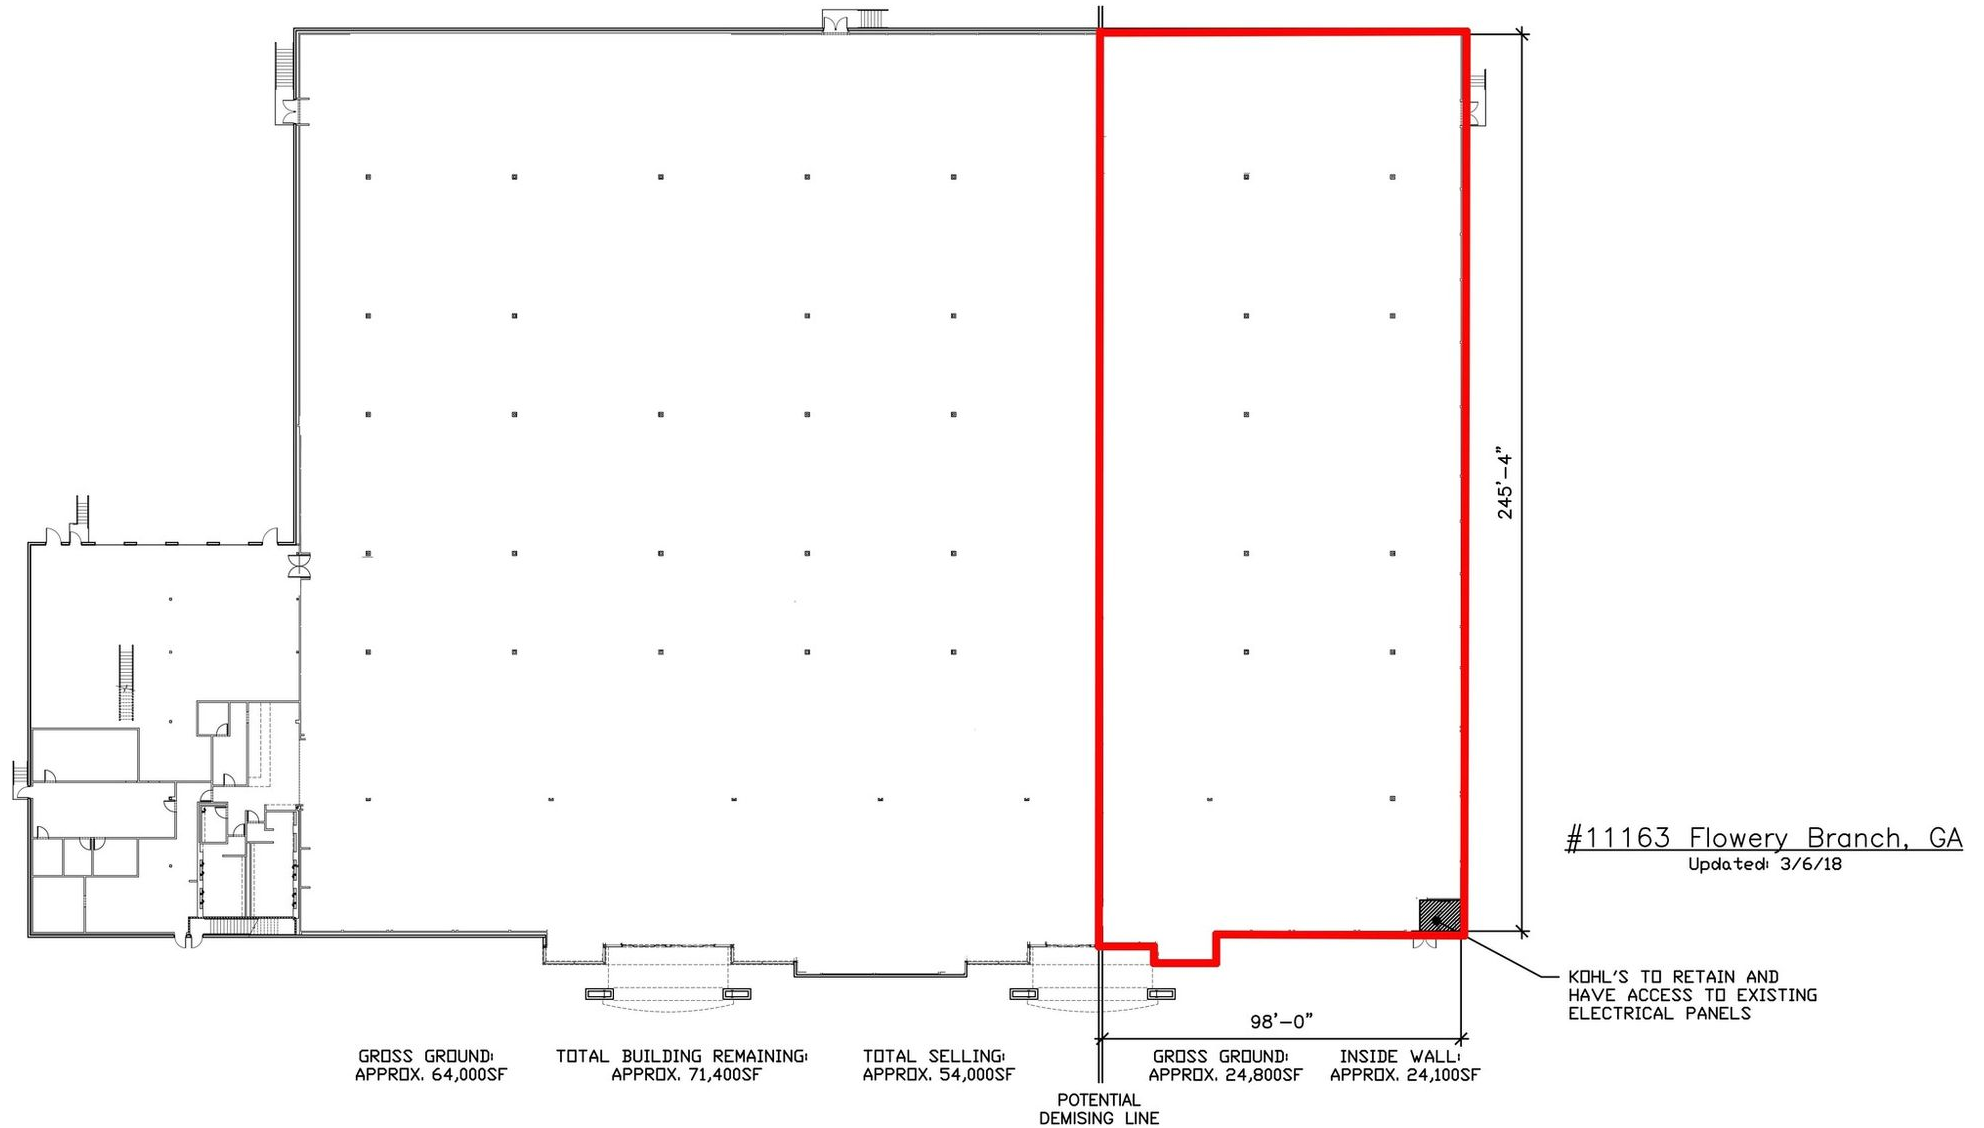 245'-4"
#11163 Flowery Branch, GA
Updated: 3/6/18
KOHL'S TO RETAIN AND
HAVE ACCESS TO EXISTING
ELECTRICAL PANELS
98'-0"
GROSS GROUND:
APPROX. 64,000SF
TOTAL BUILDING REMAINING:
APPROX. 71,400SF
TOTAL SELLING:
APPROX. 54,000SF
GROSS GROUND:
APPROX. 24,800SF
INSIDE WALL:
APPROX. 24,100SF
POTENTIAL
DEMISING LINE